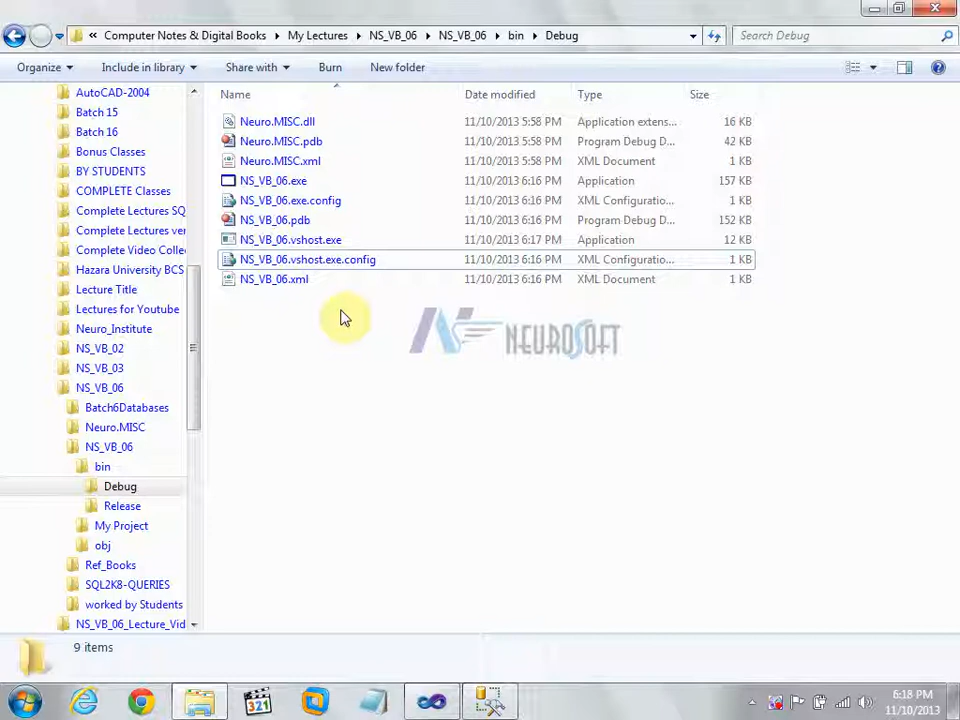 « Computer Notes & Digital Books ▸ My Lectures ▸ NS_VB_06 ▸ NS_VB_06 ▸ bin ▸ Debug
Search Debug
Organize Include in library Share with Burn New folder
AutoCAD-2004
Batch 15
Batch 16
Bonus Classes
BY STUDENTS
COMPLETE Classes
Complete Lectures SQ
Complete Lectures ver
Complete Video Colle
Hazara University BCS
Lecture Title
Lectures for Youtube
Neuro_Institute
NS_VB_02
NS_VB_03
NS_VB_06
Batch6Databases
Neuro.MISC
NS_VB_06
bin
Debug
Release
My Project
obj
Ref_Books
SQL2K8-QUERIES
worked by Students
NS_VB_06_Lecture_Vid
Name Date modified Type Size
Neuro.MISC.dll 11/10/2013 5:58 PM Application extens... 16 KB
Neuro.MISC.pdb 11/10/2013 5:58 PM Program Debug D... 42 KB
Neuro.MISC.xml 11/10/2013 5:58 PM XML Document 1 KB
NS_VB_06.exe 11/10/2013 6:16 PM Application 157 KB
NS_VB_06.exe.config 11/10/2013 6:16 PM XML Configuratio... 1 KB
NS_VB_06.pdb 11/10/2013 6:16 PM Program Debug D... 152 KB
NS_VB_06.vshost.exe 11/10/2013 6:17 PM Application 12 KB
NS_VB_06.vshost.exe.config 11/10/2013 6:16 PM XML Configuratio... 1 KB
NS_VB_06.xml 11/10/2013 6:16 PM XML Document 1 KB
NEUROSOFT
9 items
321
6:18 PM
11/10/2013